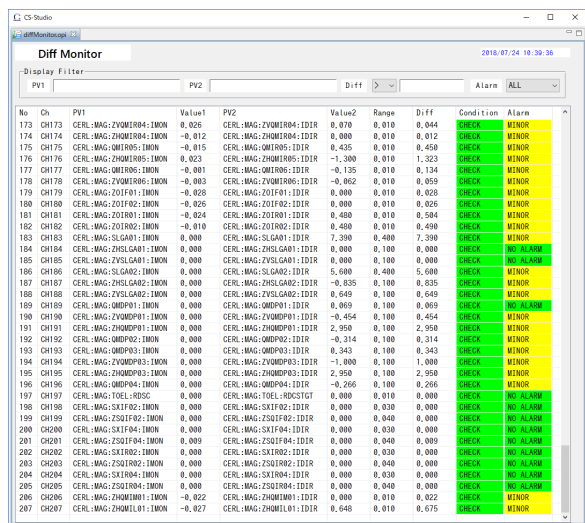 CS-Studio
diffMonitor.opi
Diff Monitor
2018/07/24 10:39:36
Display Filter
PV1 PV2 Diff > Alarm ALL
No Ch PV1 Value1 PV2 Value2 Range Diff Condition Alarm
173 CH173 CERL:MAG:ZVQMIR04:IMON 0.026 CERL:MAG:ZVQMIR04:IDIR 0.070 0.010 0.044 CHECK MINOR
174 CH174 CERL:MAG:ZHQMIR04:IMON -0.012 CERL:MAG:ZHQMIR04:IDIR 0.000 0.010 0.012 CHECK MINOR
175 CH175 CERL:MAG:QMIR05:IMON -0.015 CERL:MAG:QMIR05:IDIR 0.435 0.010 0.450 CHECK MINOR
176 CH176 CERL:MAG:ZHQMIR05:IMON 0.023 CERL:MAG:ZHQMIR05:IDIR -1.300 0.010 1.323 CHECK MINOR
177 CH177 CERL:MAG:QMIR06:IMON -0.001 CERL:MAG:QMIR06:IDIR -0.135 0.010 0.134 CHECK MINOR
178 CH178 CERL:MAG:ZVQMIR06:IMON -0.003 CERL:MAG:ZVQMIR06:IDIR -0.062 0.010 0.059 CHECK MINOR
179 CH179 CERL:MAG:ZOIF01:IMON -0.028 CERL:MAG:ZOIF01:IDIR 0.000 0.010 0.028 CHECK MINOR
180 CH180 CERL:MAG:ZOIF02:IMON -0.026 CERL:MAG:ZOIF02:IDIR 0.000 0.010 0.026 CHECK MINOR
181 CH181 CERL:MAG:ZOIR01:IMON -0.024 CERL:MAG:ZOIR01:IDIR 0.480 0.010 0.504 CHECK MINOR
182 CH182 CERL:MAG:ZOIR02:IMON -0.010 CERL:MAG:ZOIR02:IDIR 0.480 0.010 0.490 CHECK MINOR
183 CH183 CERL:MAG:SLGA01:IMON 0.000 CERL:MAG:SLGA01:IDIR 7.390 0.400 7.390 CHECK MINOR
184 CH184 CERL:MAG:ZHSLGA01:IMON 0.000 CERL:MAG:ZHSLGA01:IDIR 0.000 0.100 0.000 CHECK NO ALARM
185 CH185 CERL:MAG:ZVSLGA01:IMON 0.000 CERL:MAG:ZVSLGA01:IDIR 0.000 0.100 0.000 CHECK NO ALARM
186 CH186 CERL:MAG:SLGA02:IMON 0.000 CERL:MAG:SLGA02:IDIR 5.600 0.400 5.600 CHECK MINOR
187 CH187 CERL:MAG:ZHSLGA02:IMON 0.000 CERL:MAG:ZHSLGA02:IDIR -0.835 0.100 0.835 CHECK MINOR
188 CH188 CERL:MAG:ZVSLGA02:IMON 0.000 CERL:MAG:ZVSLGA02:IDIR 0.649 0.100 0.649 CHECK MINOR
189 CH189 CERL:MAG:QMDP01:IMON 0.000 CERL:MAG:QMDP01:IDIR 0.069 0.100 0.069 CHECK NO ALARM
190 CH190 CERL:MAG:ZVQMDP01:IMON 0.000 CERL:MAG:ZVQMDP01:IDIR -0.454 0.100 0.454 CHECK MINOR
191 CH191 CERL:MAG:ZHQMDP01:IMON 0.000 CERL:MAG:ZHQMDP01:IDIR 2.950 0.100 2.950 CHECK MINOR
192 CH192 CERL:MAG:QMDP02:IMON 0.000 CERL:MAG:QMDP02:IDIR -0.314 0.100 0.314 CHECK MINOR
193 CH193 CERL:MAG:QMDP03:IMON 0.000 CERL:MAG:QMDP03:IDIR 0.343 0.100 0.343 CHECK MINOR
194 CH194 CERL:MAG:ZVQMDP03:IMON 0.000 CERL:MAG:ZVQMDP03:IDIR -1.000 0.100 1.000 CHECK MINOR
195 CH195 CERL:MAG:ZHQMDP03:IMON 0.000 CERL:MAG:ZHQMDP03:IDIR 2.950 0.100 2.950 CHECK MINOR
196 CH196 CERL:MAG:QMDP04:IMON 0.000 CERL:MAG:QMDP04:IDIR -0.266 0.100 0.266 CHECK MINOR
197 CH197 CERL:MAG:TOEL:RDSC 0.000 CERL:MAG:TOEL:RDCSTGT 0.000 0.010 0.000 CHECK NO ALARM
198 CH198 CERL:MAG:SXIF02:IMON 0.000 CERL:MAG:SXIF02:IDIR 0.000 0.030 0.000 CHECK NO ALARM
199 CH199 CERL:MAG:ZSQIF02:IMON 0.000 CERL:MAG:ZSQIF02:IDIR 0.000 0.040 0.000 CHECK NO ALARM
200 CH200 CERL:MAG:SXIF04:IMON 0.000 CERL:MAG:SXIF04:IDIR 0.000 0.030 0.000 CHECK NO ALARM
201 CH201 CERL:MAG:ZSQIF04:IMON 0.009 CERL:MAG:ZSQIF04:IDIR 0.000 0.040 0.009 CHECK NO ALARM
202 CH202 CERL:MAG:SXIR02:IMON 0.000 CERL:MAG:SXIR02:IDIR 0.000 0.030 0.000 CHECK NO ALARM
203 CH203 CERL:MAG:ZSQIR02:IMON 0.000 CERL:MAG:ZSQIR02:IDIR 0.000 0.040 0.000 CHECK NO ALARM
204 CH204 CERL:MAG:SXIR04:IMON 0.000 CERL:MAG:SXIR04:IDIR 0.000 0.030 0.000 CHECK NO ALARM
205 CH205 CERL:MAG:ZSQIR04:IMON 0.000 CERL:MAG:ZSQIR04:IDIR 0.000 0.040 0.000 CHECK NO ALARM
206 CH206 CERL:MAG:ZHQMIM01:IMON -0.022 CERL:MAG:ZHQMIM01:IDIR 0.000 0.010 0.022 CHECK MINOR
207 CH207 CERL:MAG:ZHQMIL01:IMON -0.027 CERL:MAG:ZHQMIL01:IDIR 0.648 0.010 0.675 CHECK MINOR